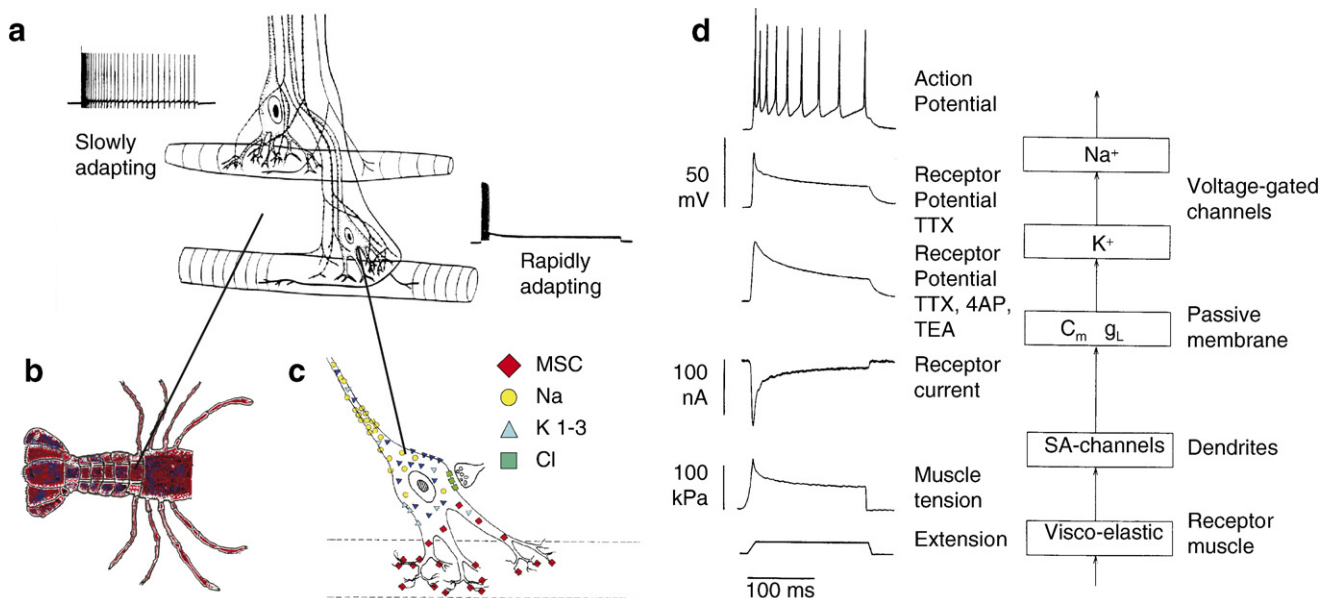 a
Slowly
adapting
Rapidly
adapting
b
c
MSC
Na
K 1-3
Cl
d
Action
Potential
50
mV
Receptor
Potential
TTX
Receptor
Potential
TTX, 4AP,
TEA
100
nA
Receptor
current
100
kPa
Muscle
tension
Extension
100 ms
Na+
Voltage-gated
channels
K+
Cm gL
Passive
membrane
SA-channels
Dendrites
Visco-elastic
Receptor
muscle